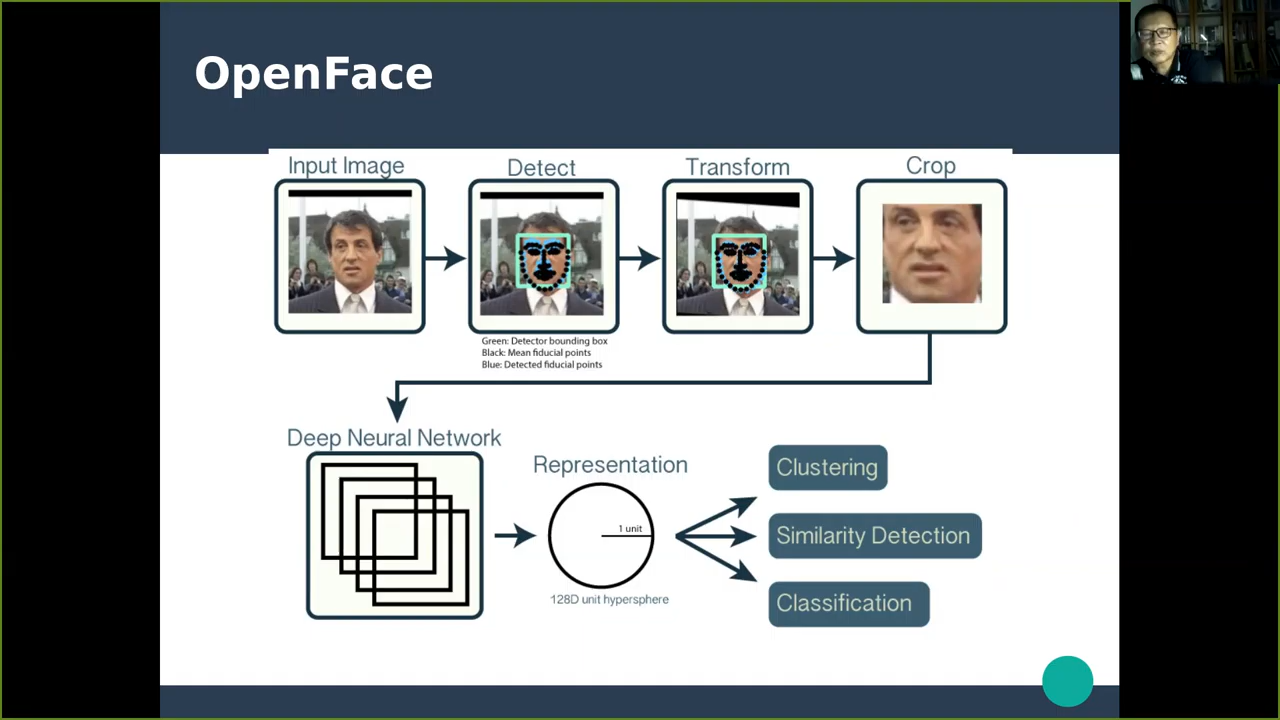 OpenFace
Input Image
Detect
Transform
Crop
Green: Detector bounding box
Black: Mean fiducial points
Blue: Detected fiducial points
Deep Neural Network
Representation
1 unit
128D unit hypersphere
Clustering
Similarity Detection
Classification